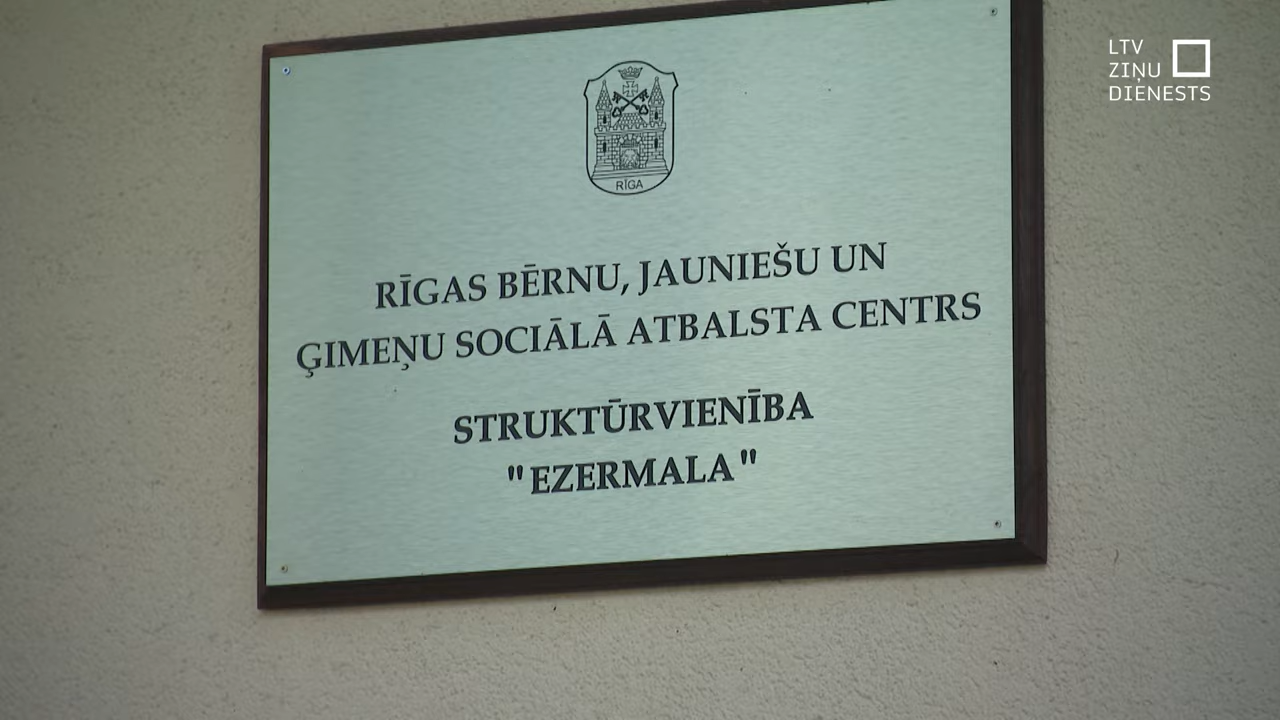 LTV
ZIŅU
DIENESTS
RĪGA
RĪGAS BĒRNU, JAUNIEŠU UN
ĢIMEŅU SOCIĀLĀ ATBALSTA CENTRS
STRUKTŪRVIENĪBA
"EZERMALA"